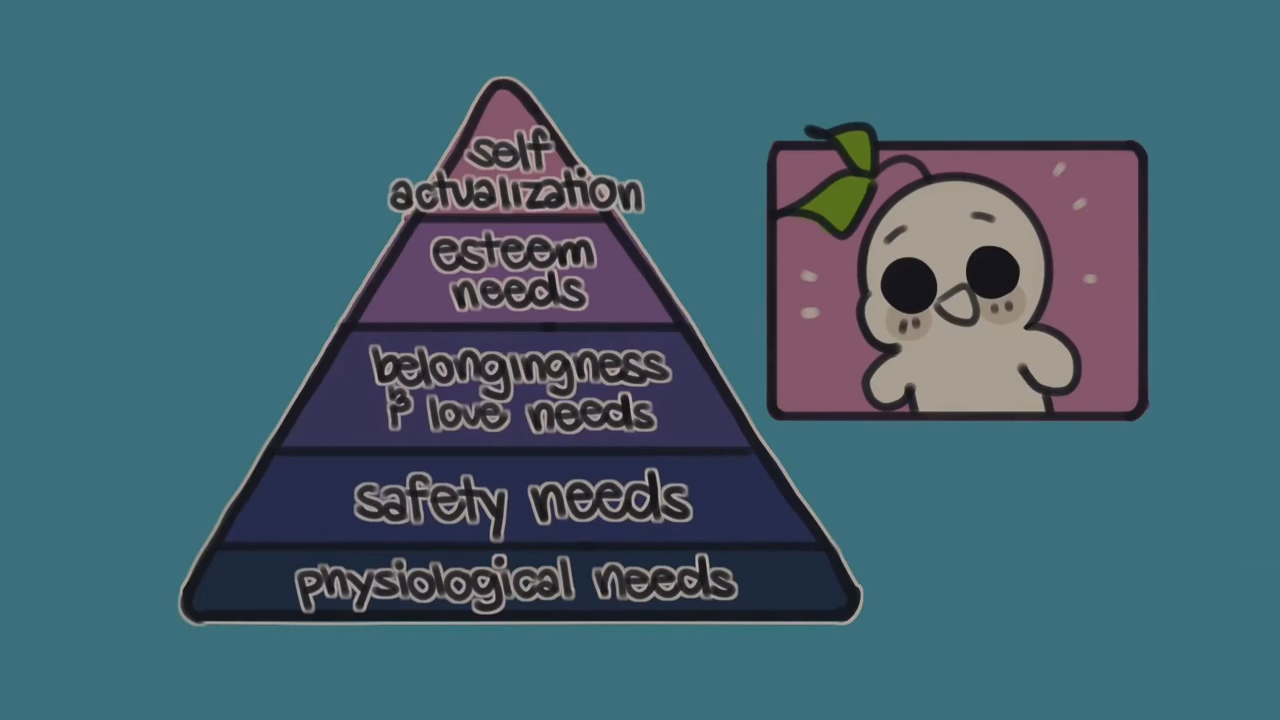 self
actualization
esteem
needs
belongingness
& love needs
safety needs
physiological needs